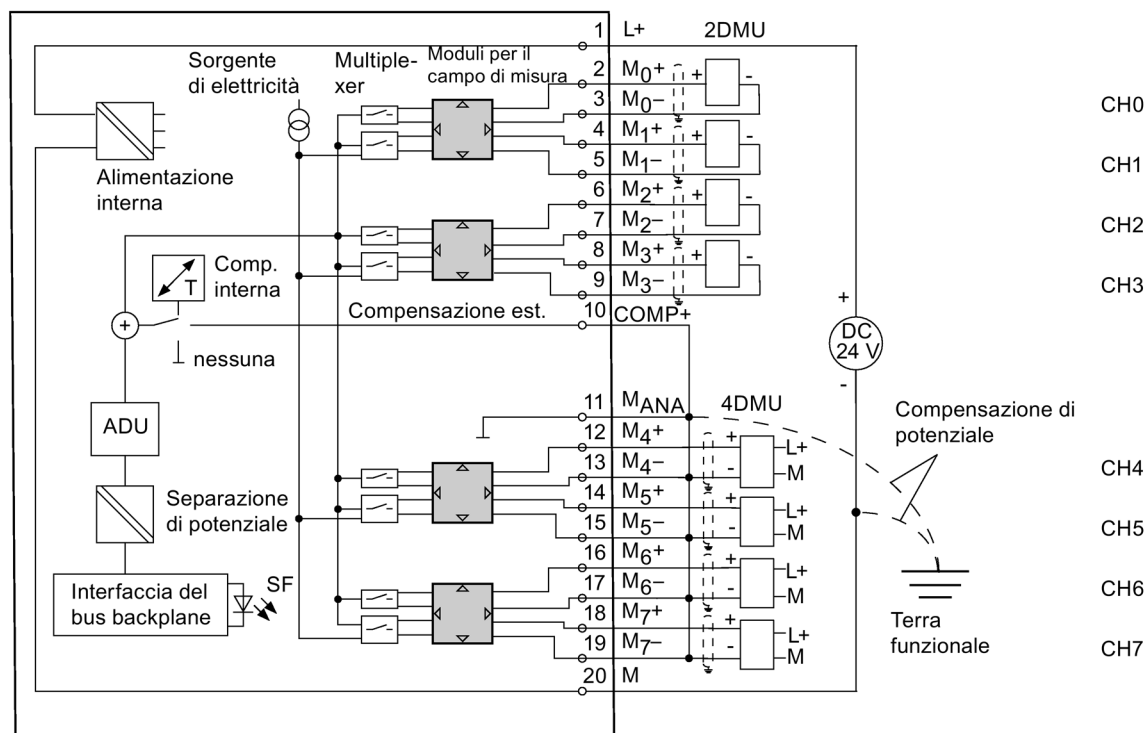 1 L+ 2DMU
Sorgente
di elettricità
Multiple-
xer
Moduli per il
campo di misura
2 M0+ + -
3 M0− CH0
4 M1+ + -
5 M1− CH1
6 M2+ + -
7 M2− CH2
8 M3+ + -
9 M3− CH3
Alimentazione
interna
T
Comp.
interna
10 COMP+
Compensazione est.
+
nessuna
+
DC
24 V
-
11 MANA 4DMU
Compensazione di
potenziale
12 M4+ + L+
13 M4− - M CH4
14 M5+ + L+
15 M5− - M CH5
16 M6+ + L+
17 M6− - M CH6
18 M7+ + L+
19 M7− - M CH7
20 M
ADU
Separazione
di potenziale
Interfaccia del
bus backplane
SF
Terra
funzionale